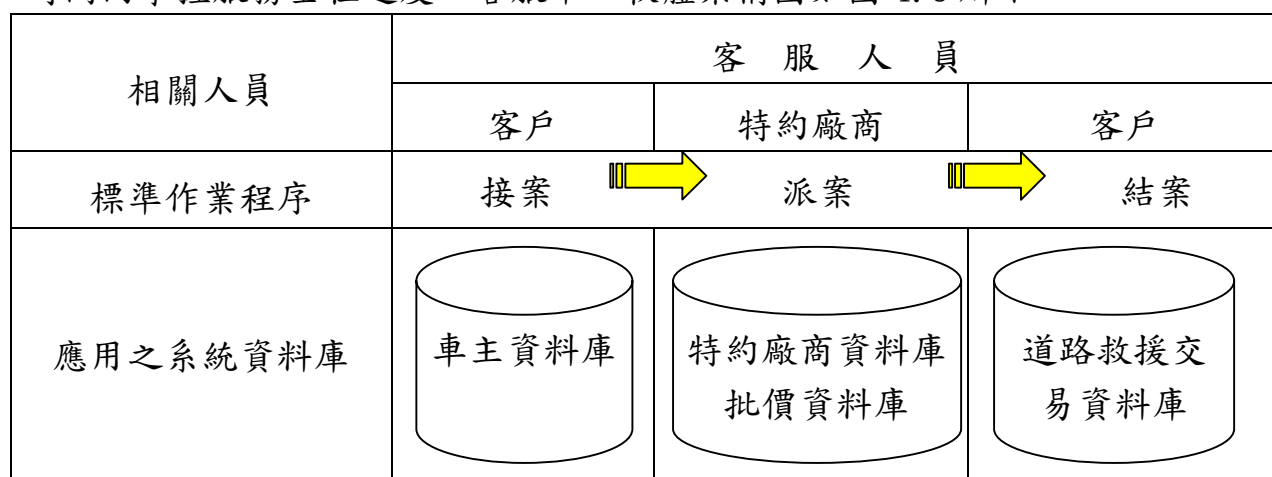 客 服 人 員
相關人員
客戶 特約廠商 客戶
標準作業程序 接案 派案 結案
應用之系統資料庫
車主資料庫 特約廠商資料庫 道路救援交
批價資料庫 易資料庫